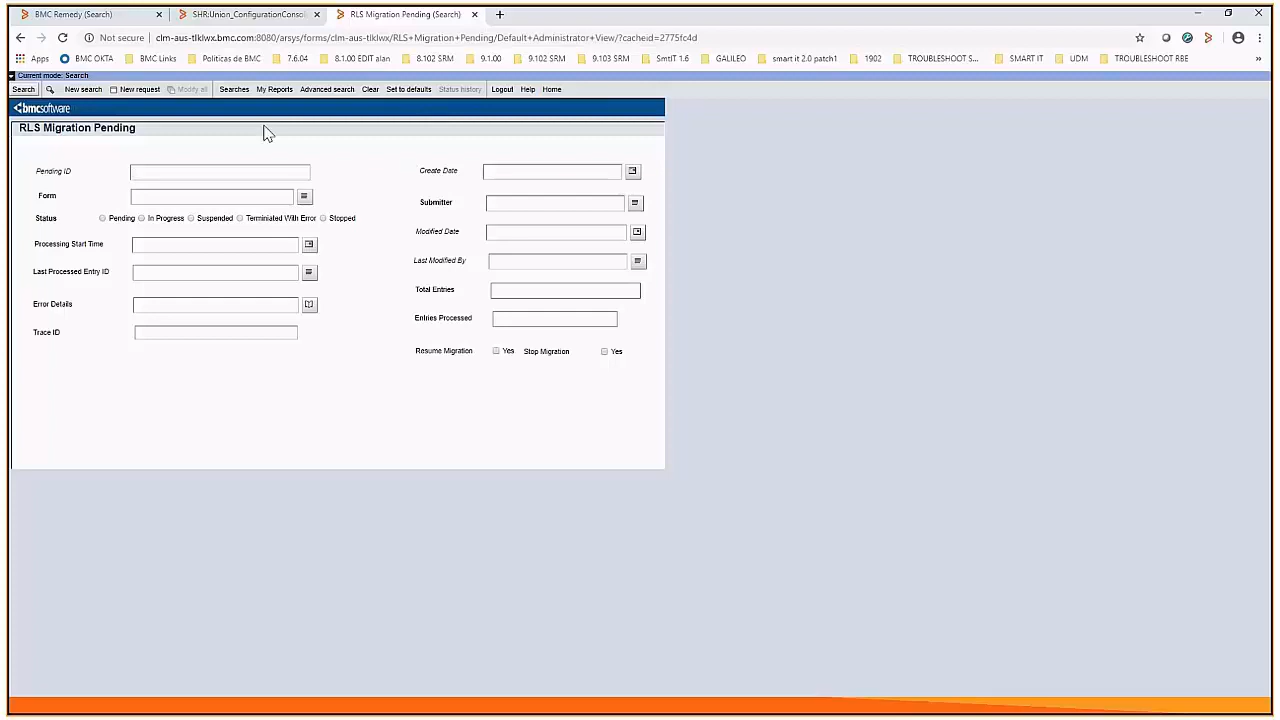 BMC Remedy (Search)
SHR:Union_ConfigurationConsol
RLS Migration Pending (Search)
Not secure
clm-aus-tlklwx.bmc.com:8080/arsys/forms/clm-aus-tlklwx/RLS+Migration+Pending/Default+Administrator+View/?cacheid=2775fc4d
Apps BMC OKTA BMC Links Politicas de BMC 7.6.04 8.1.00 EDIT alan 8.102 SRM 9.1.00 9.102 SRM 9.103 SRM SmtIT 1.6 GALILEO smart it 2.0 patch1 1902 TROUBLESHOOT S... SMART IT UDM TROUBLESHOOT RBE »
Current mode: Search
Search New search New request Modify all Searches My Reports Advanced search Clear Set to defaults Status history Logout Help Home
bmcsoftware
RLS Migration Pending
Pending ID
Create Date
Form
Submitter
Status Pending In Progress Suspended Terminiated With Error Stopped
Modified Date
Processing Start Time
Last Modified By
Last Processed Entry ID
Total Entries
Error Details
Entries Processed
Trace ID
Resume Migration Yes Stop Migration Yes